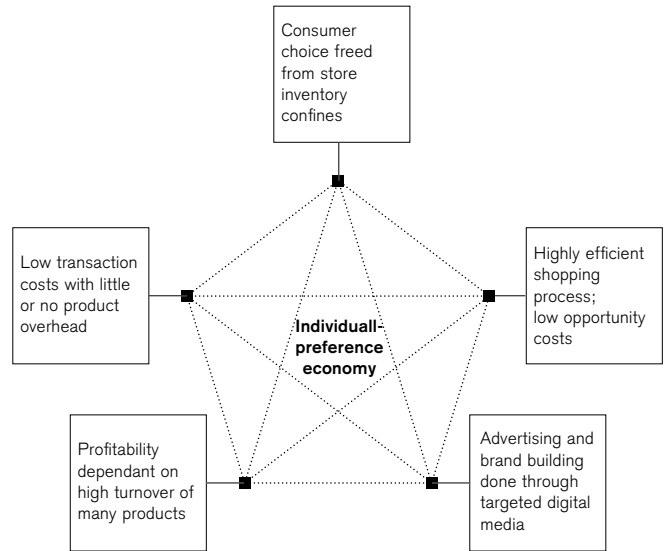 Consumer
choice freed
from store
inventory
confines
Low transaction
costs with little
or no product
overhead
Highly efficient
shopping
process;
low opportunity
costs
Individuall-
preference
economy
Profitability
dependant on
high turnover of
many products
Advertising and
brand building
done through
targeted digital
media